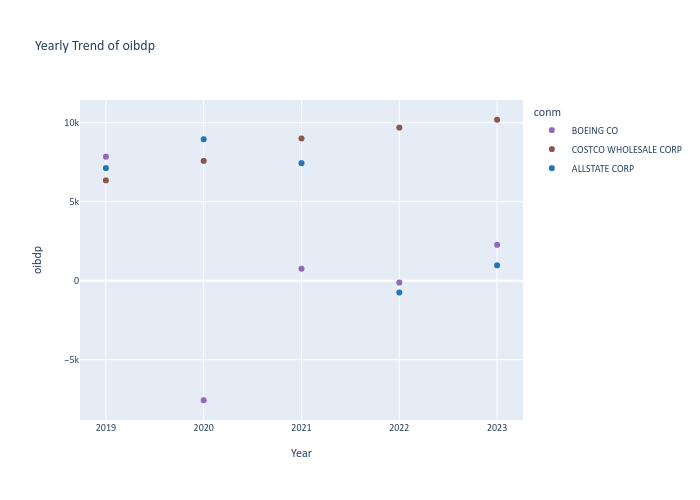 Yearly Trend of oibdp
conm
BOEING CO
COSTCO WHOLESALE CORP
ALLSTATE CORP
oibdp
10k
5k
0
−5k
2019 2020 2021 2022 2023
Year